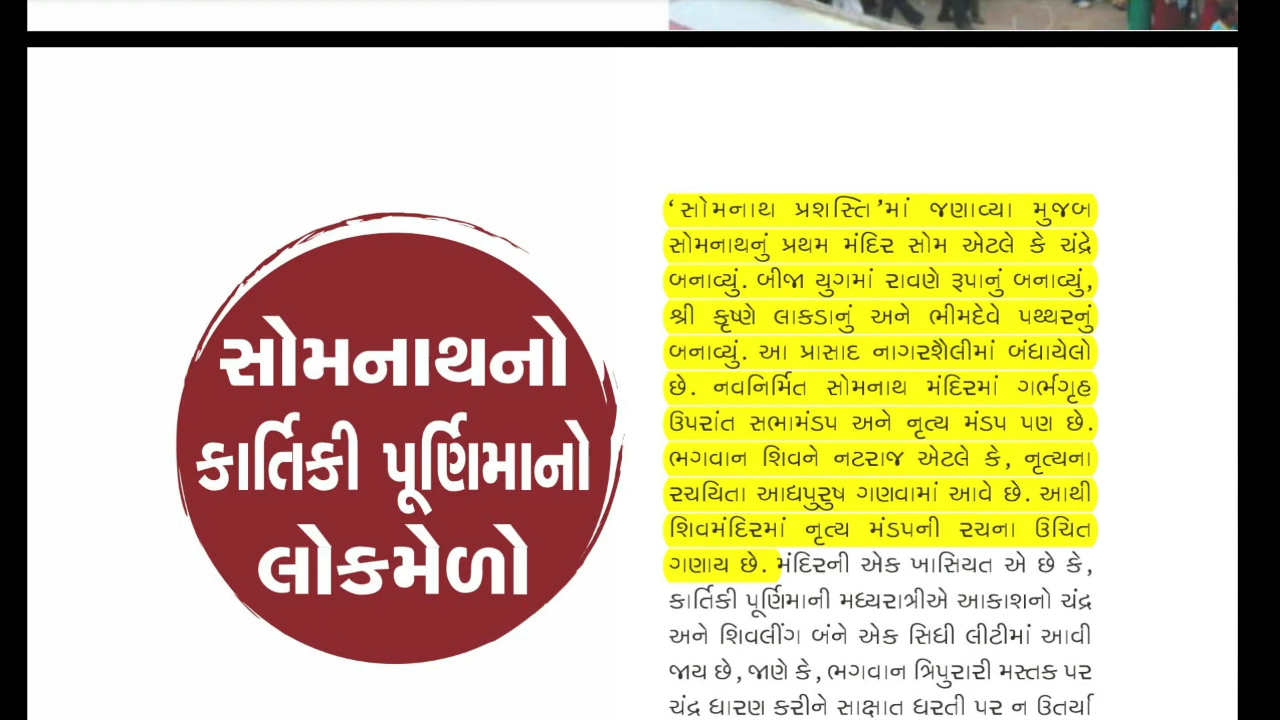 સોમનાથનો
કાર્તિકી પૂર્ણિમાનો
લોકમેળો
‘સોમનાથ પ્રશસ્તિ’માં જણાવ્યા મુજબ
સોમનાથનું પ્રથમ મંદિર સોમ એટલે કે ચંદ્રે
બનાવ્યું. બીજા યુગમાં રાવણે રૂપાનું બનાવ્યું,
શ્રી કૃષ્ણે લાકડાનું અને ભીમદેવે પથ્થરનું
બનાવ્યું. આ પ્રાસાદ નાગરશૈલીમાં બંધાયેલો
છે. નવનિર્મિત સોમનાથ મંદિરમાં ગર્ભગૃહ
ઉપરાંત સભામંડપ અને નૃત્ય મંડપ પણ છે.
ભગવાન શિવને નટરાજ એટલે કે, નૃત્યના
રચયિતા આદ્યપુરુષ ગણવામાં આવે છે. આથી
શિવમંદિરમાં નૃત્ય મંડપની રચના ઉચિત
ગણાય છે. મંદિરની એક ખાસિયત એ છે કે,
કાર્તિકી પૂર્ણિમાની મધ્યરાત્રીએ આકાશનો ચંદ્ર
અને શિવલીંગ બંને એક સિધી લીટીમાં આવી
જાય છે, જાણે કે, ભગવાન ત્રિપુરારી મસ્તક પર
ચંદ્ર ધારણ કરીને સાક્ષાત ધરતી પર ન ઉતર્યા